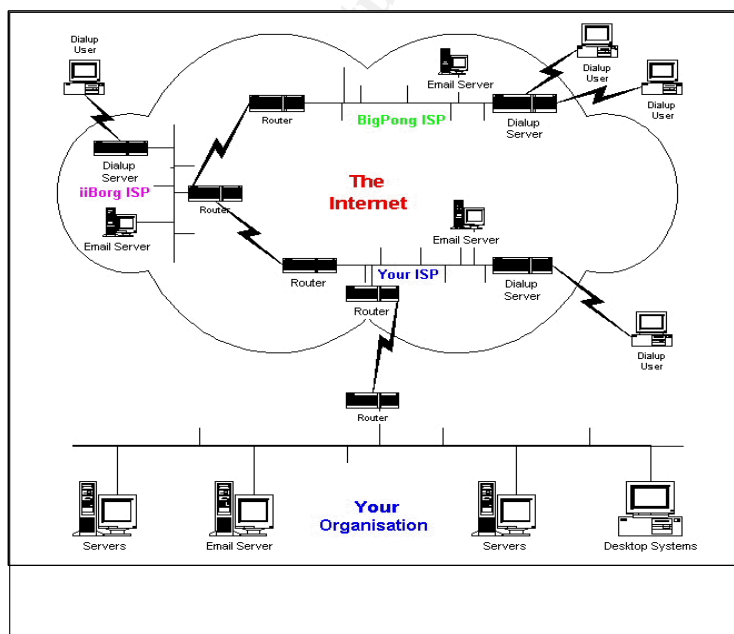 Dialup
User
Email Server
Dialup
User
Dialup
User
Router
BigPong ISP
Dialup
Server
Dialup
Server
iiBorg ISP
Router
Email Server
The
Internet
Email Server
Router
Your ISP
Dialup
Server
Router
Dialup
User
Router
Your
Organisation
Servers
Email Server
Servers
Desktop Systems